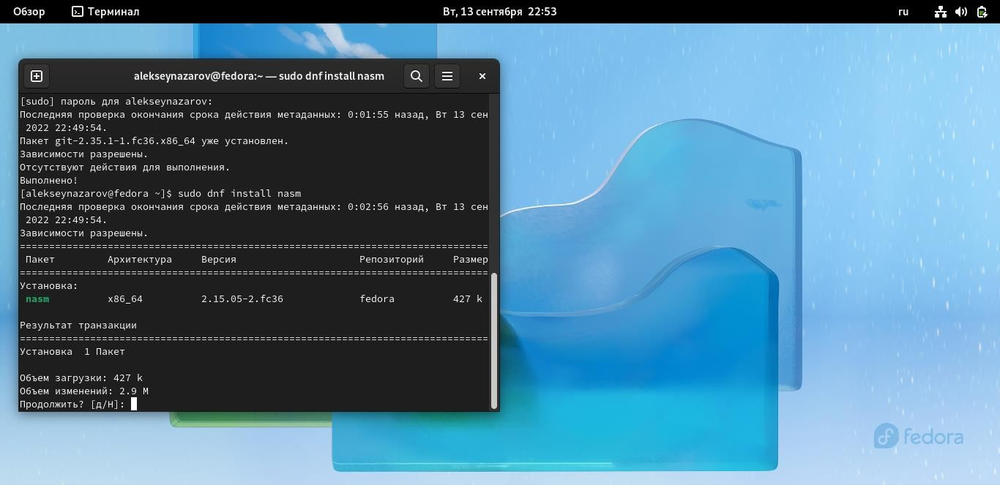 Обзор Терминал Вт, 13 сентября 22:53 ru
alekseynazarov@fedora:~ — sudo dnf install nasm
[sudo] пароль для alekseynazarov:
Последняя проверка окончания срока действия метаданных: 0:01:55 назад, Вт 13 сен
2022 22:49:54.
Пакет git-2.35.1-1.fc36.x86_64 уже установлен.
Зависимости разрешены.
Отсутствуют действия для выполнения.
Выполнено!
[alekseynazarov@fedora ~]$ sudo dnf install nasm
Последняя проверка окончания срока действия метаданных: 0:02:56 назад, Вт 13 сен
2022 22:49:54.
Зависимости разрешены.
================================================================================
Пакет Архитектура Версия Репозиторий Размер
================================================================================
Установка:
nasm x86_64 2.15.05-2.fc36 fedora 427 k
Результат транзакции
================================================================================
Установка 1 Пакет
Объем загрузки: 427 k
Объем изменений: 2.9 M
Продолжить? [д/Н]:
fedora